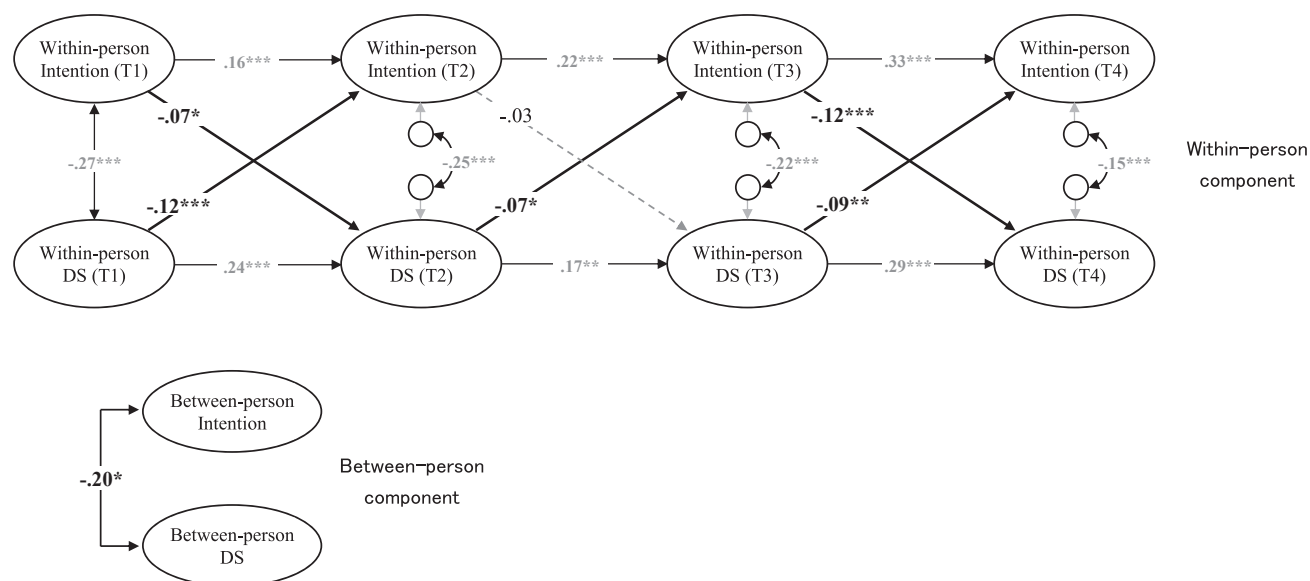 Within-person
Intention (T1)
.16***
Within-person
Intention (T2)
.22***
Within-person
Intention (T3)
.33***
Within-person
Intention (T4)
-.07*
-.03
-.12***
-.27***
-.25***
-.22***
-.15***
Within-person
component
-.12***
-.07*
-.09**
Within-person
DS (T1)
.24***
Within-person
DS (T2)
.17**
Within-person
DS (T3)
.29***
Within-person
DS (T4)
Between-person
Intention
-.20*
Between-person
component
Between-person
DS